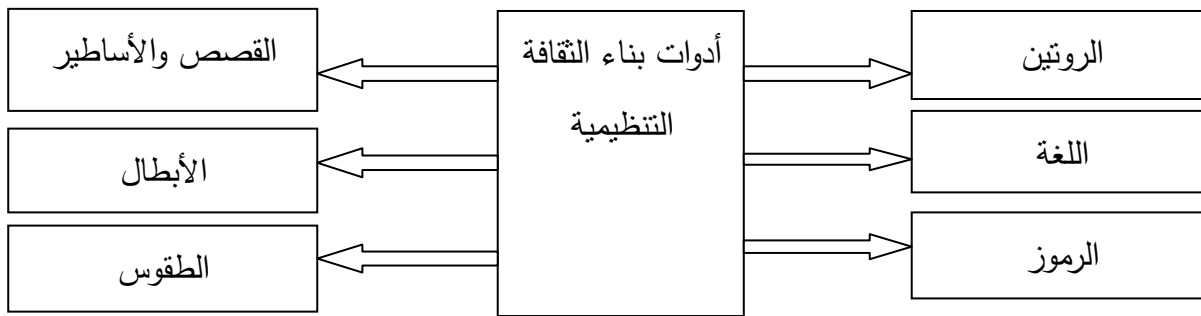 أدوات بناء الثقافة
التنظيمية
الروتين
اللغة
الرموز
القصص والأساطير
الأبطال
الطقوس